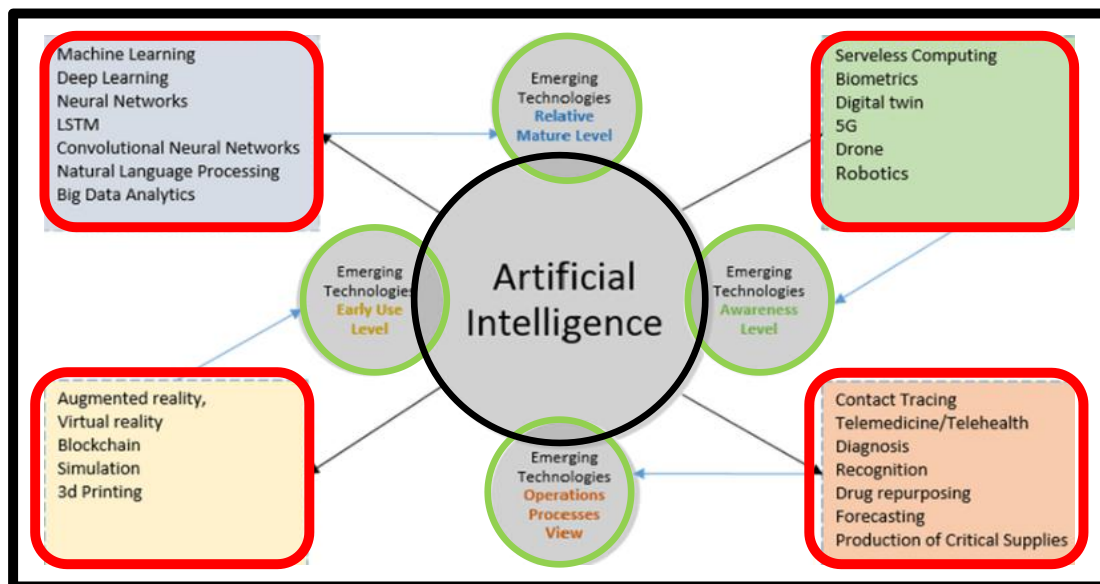 Machine Learning
Deep Learning
Neural Networks
LSTM
Convolutional Neural Networks
Natural Language Processing
Big Data Analytics
Emerging
Technologies
Relative
Mature Level
Serveless Computing
Biometrics
Digital twin
5G
Drone
Robotics
Emerging
Technologies
Early Use
Level
Artificial
Intelligence
Emerging
Technologies
Awareness
Level
Augmented reality,
Virtual reality
Blockchain
Simulation
3d Printing
Emerging
Technologies
Operations
Processes
View
Contact Tracing
Telemedicine/Telehealth
Diagnosis
Recognition
Drug repurposing
Forecasting
Production of Critical Supplies